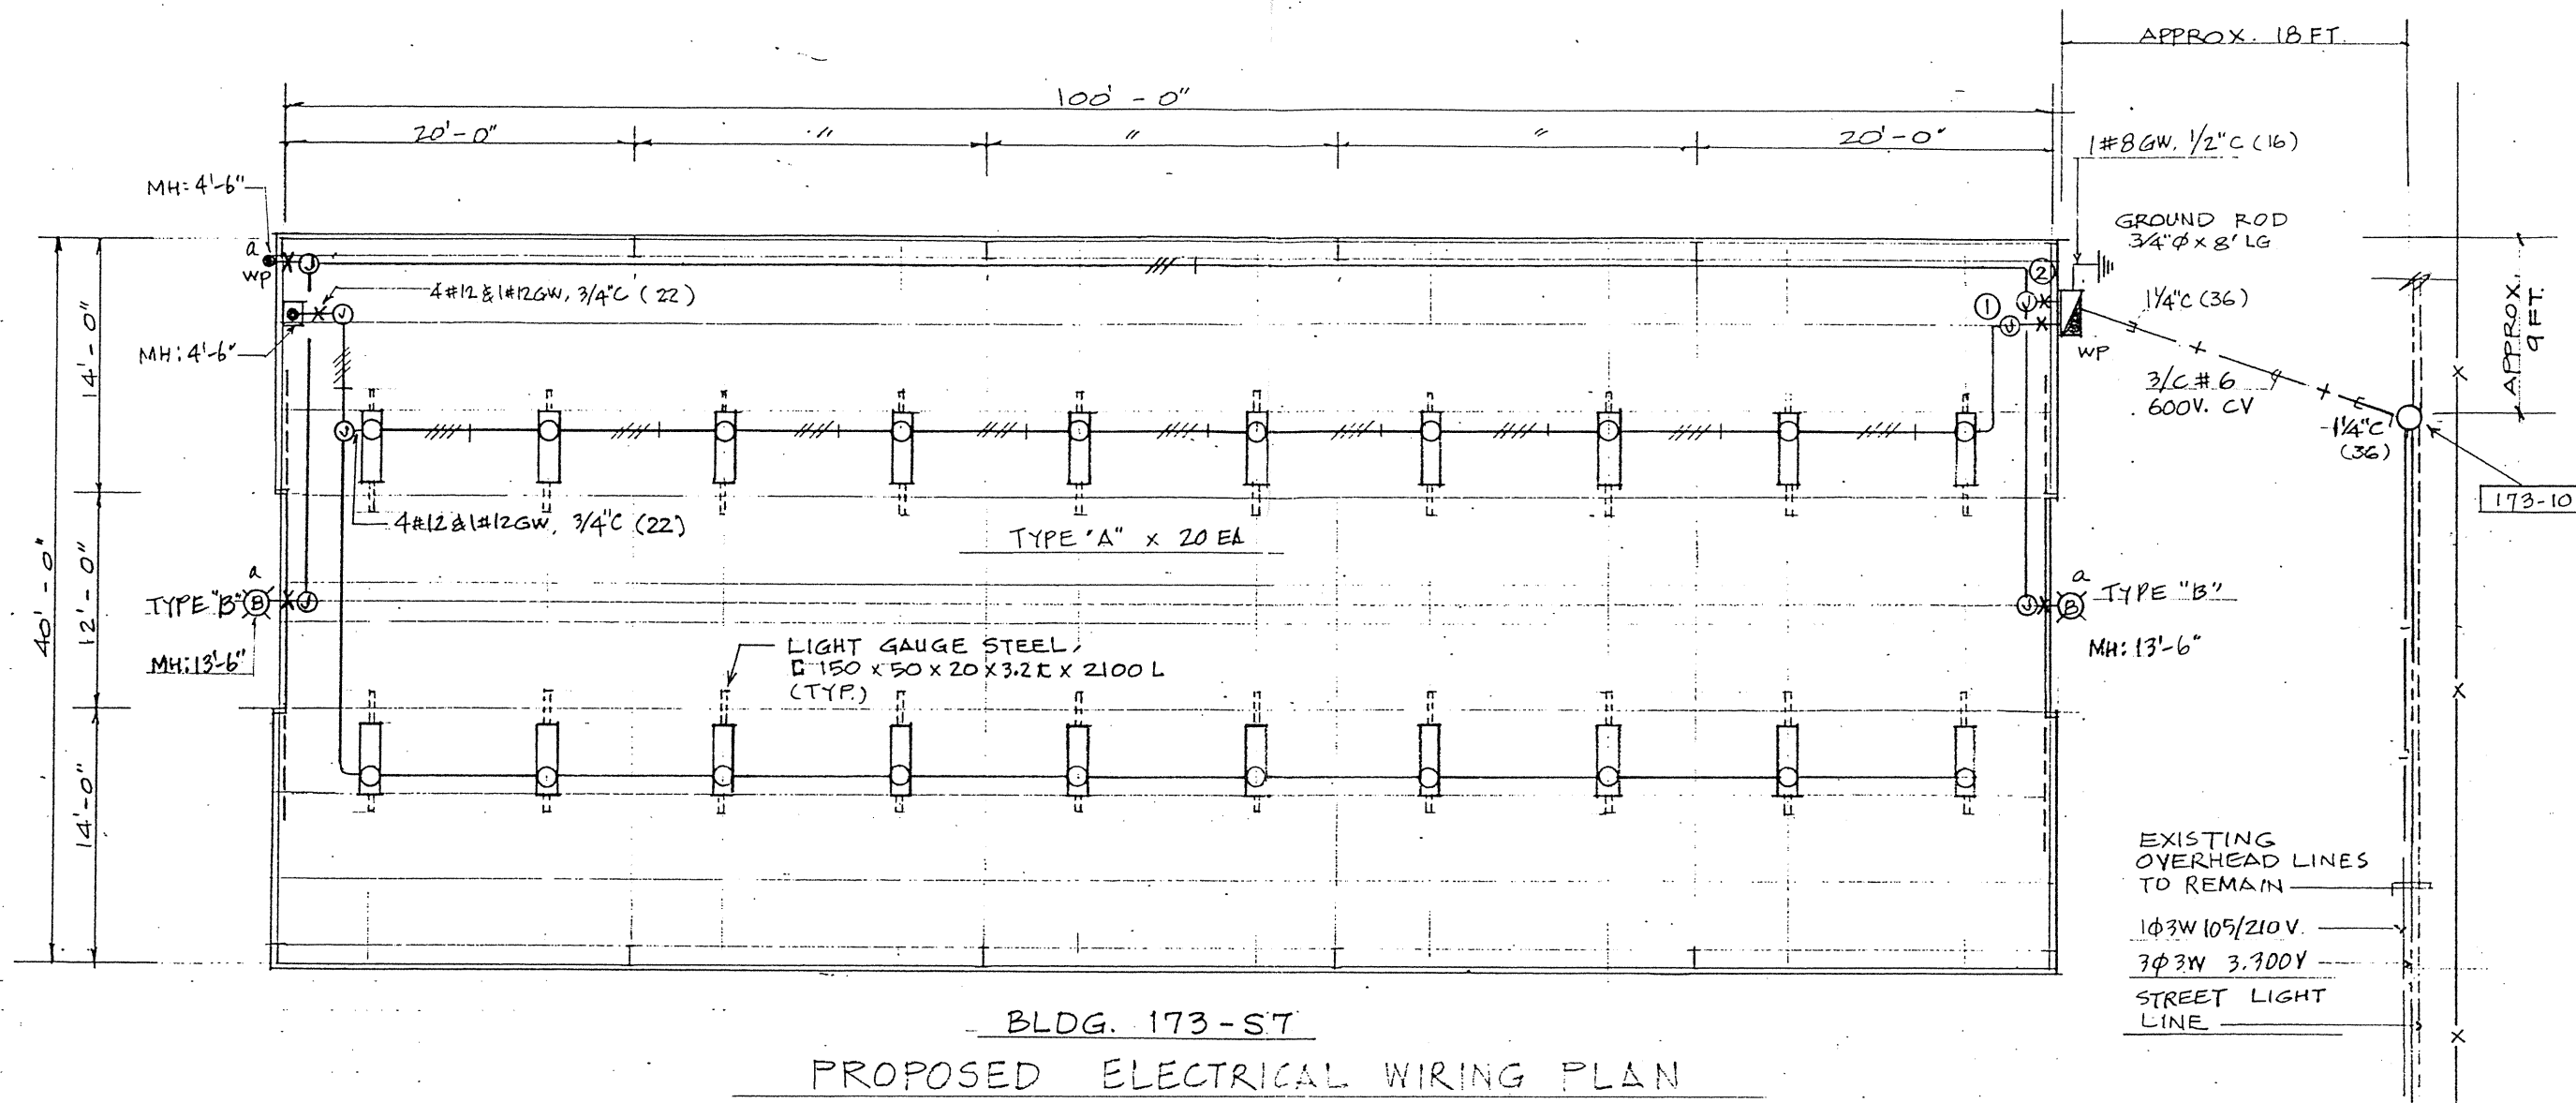 APPROX. 18 FT.
100' - 0"
20'-0" " " " 20'-0"
1#8GW, 1/2"C (16)
MH: 4'-6"
GROUND ROD
3/4"φ x 8' LG
a
WP
J
2
4#12 & 1#12GW, 3/4"C (22)
1 1/4"C (36)
1
J
J
J
MH: 4'-6"
WP
14'-0"
APPROX.
9 FT.
3/C #6
600V. CV
J
1 1/4"C
(36)
173-10
4#12 & 1#12GW, 3/4"C (22)
TYPE "A" x 20 EA
40'-0"
12'-0"
a
TYPE "B" B J
J B TYPE "B"
a
MH: 13'-6"
MH: 13'-6"
LIGHT GAUGE STEEL,
C-150 x 50 x 20 x 3.2t x 2100 L
(TYP.)
14'-0"
EXISTING
OVERHEAD LINES
TO REMAIN
1φ3W 105/210 V.
3φ3W 3.300V
STREET LIGHT
LINE
BLDG. 173-S7
PROPOSED ELECTRICAL WIRING PLAN